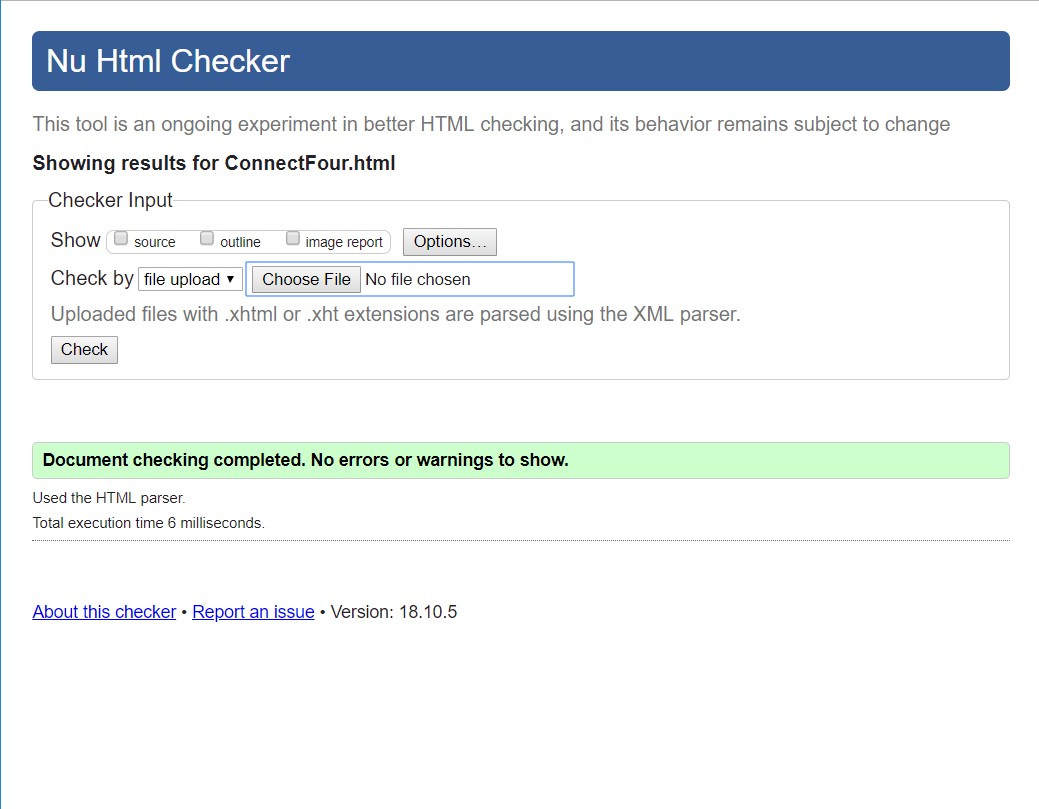 Nu Html Checker
This tool is an ongoing experiment in better HTML checking, and its behavior remains subject to change
Showing results for ConnectFour.html
Checker Input
Show source outline image report Options...
Check by file upload ▼ Choose File No file chosen
Uploaded files with .xhtml or .xht extensions are parsed using the XML parser.
Check
Document checking completed. No errors or warnings to show.
Used the HTML parser.
Total execution time 6 milliseconds.
About this checker • Report an issue • Version: 18.10.5